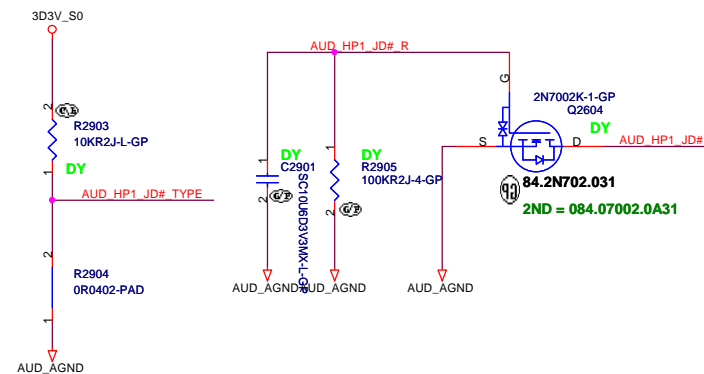 3D3V_S0
2
R2903
10KR2J-L-GP
DY
1
AUD_HP1_JD#_TYPE
2
R2904
0R0402-PAD
1
AUD_AGND
AUD_HP1_JD#_R
1
DY
C2901
2
SC10U6D3V3MX-L-GP
AUD_AGND
1
DY
R2905
100KR2J-4-GP
2
AUD_AGND
G
2N7002K-1-GP
Q2604
DY
S
D
AUD_HP1_JD#
84.2N702.031
2ND = 084.07002.0A31
AUD_AGND